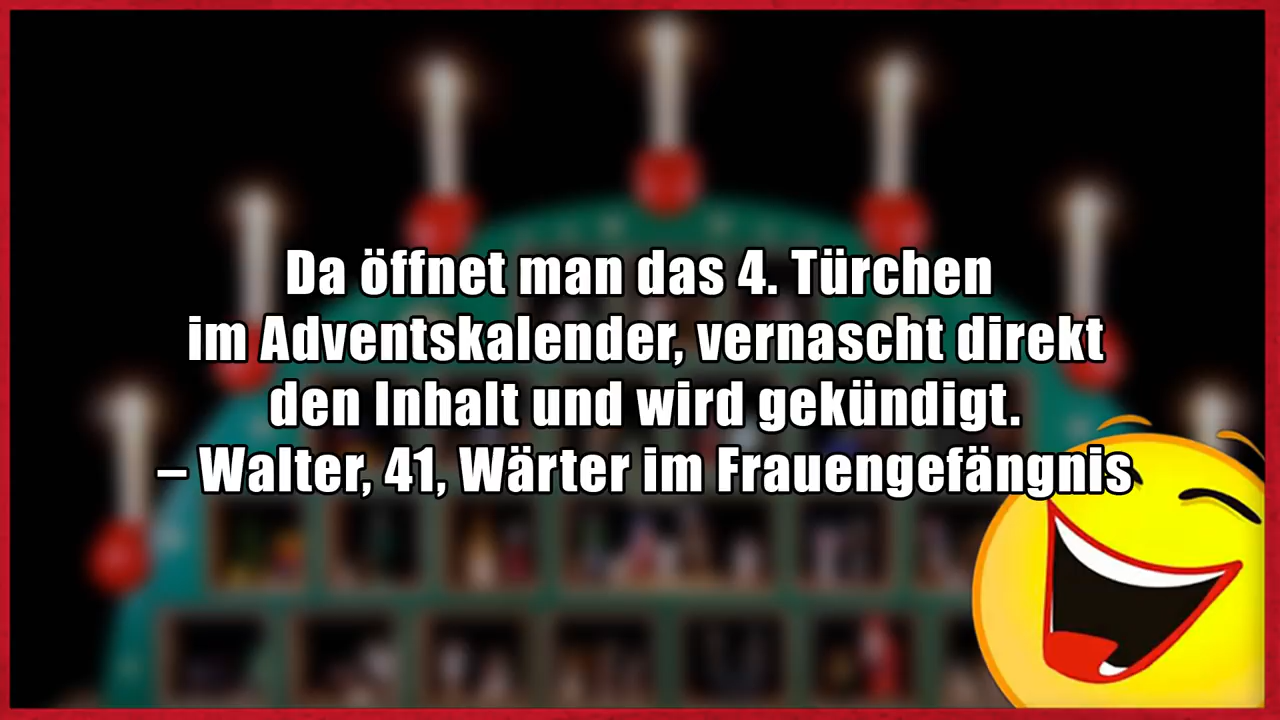 Da öffnet man das 4. Türchen
im Adventskalender, vernascht direkt
den Inhalt und wird gekündigt.
– Walter, 41, Wärter im Frauengefängnis